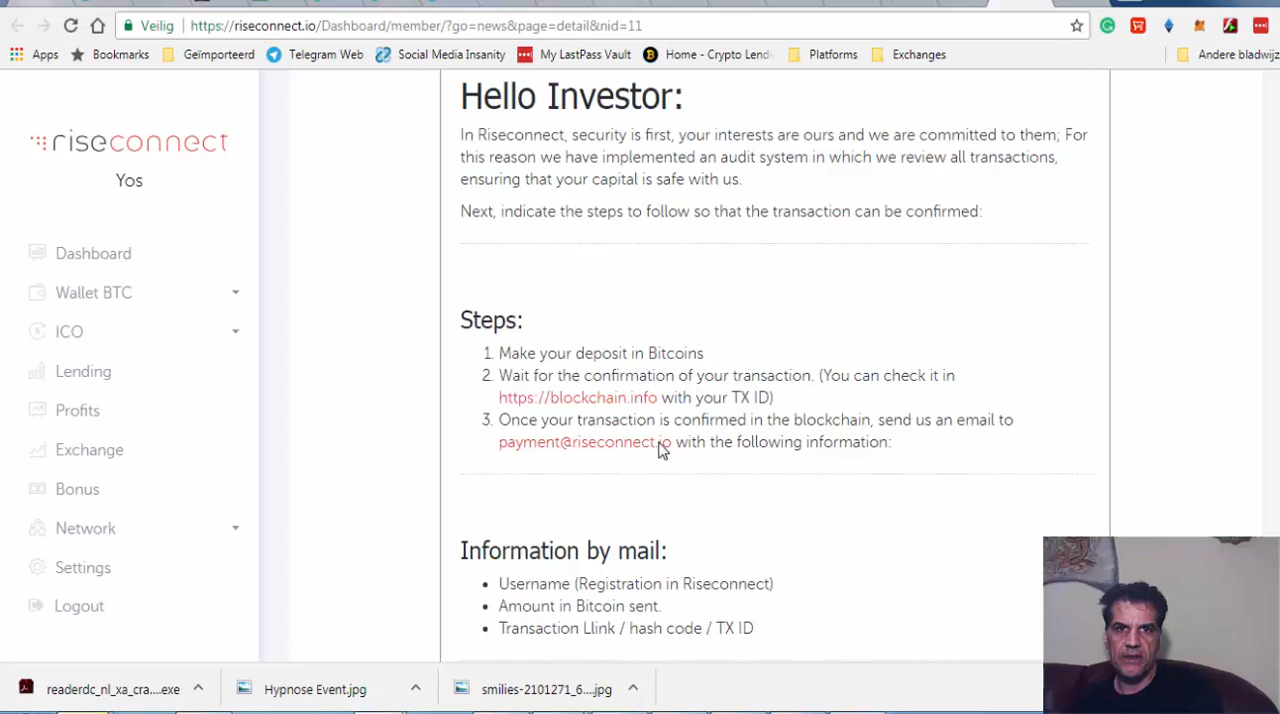 Veilig
https://riseconnect.io/Dashboard/member/?go=news&page=detail&nid=11
Apps Bookmarks Geïmporteerd Telegram Web Social Media Insanity My LastPass Vault Home - Crypto Lendi Platforms Exchanges Andere bladwijz
riseconnect
Yos
Dashboard
Wallet BTC
ICO
Lending
Profits
Exchange
Bonus
Network
Settings
Logout
Hello Investor:
In Riseconnect, security is first, your interests are ours and we are committed to them; For
this reason we have implemented an audit system in which we review all transactions,
ensuring that your capital is safe with us.
Next, indicate the steps to follow so that the transaction can be confirmed:
Steps:
1. Make your deposit in Bitcoins
2. Wait for the confirmation of your transaction. (You can check it in
https://blockchain.info with your TX ID)
3. Once your transaction is confirmed in the blockchain, send us an email to
payment@riseconnect.io with the following information:
Information by mail:
• Username (Registration in Riseconnect)
• Amount in Bitcoin sent.
• Transaction Llink / hash code / TX ID
readerdc_nl_xa_cra....exe Hypnose Event.jpg smilies-2101271_6....jpg